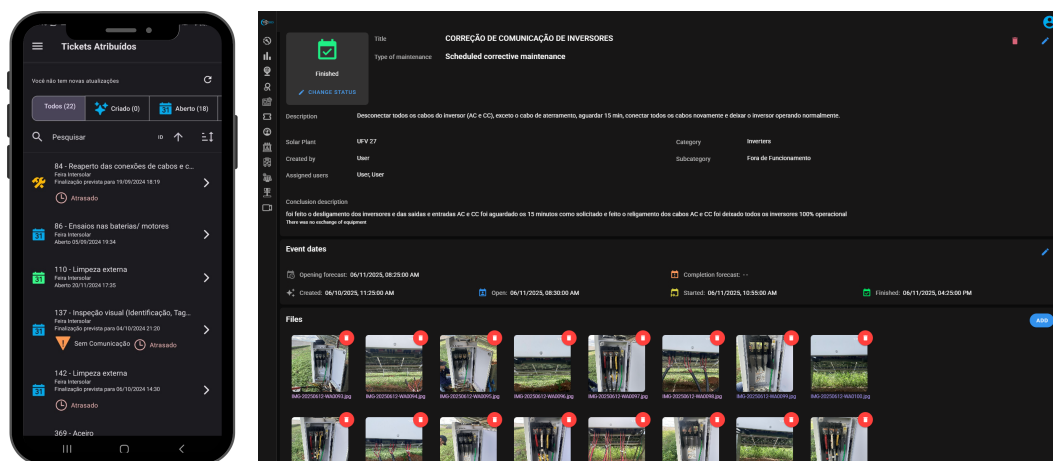 Tickets Atribuídos
Você não tem novas atualizações
Todos (22)
Criado (0)
Aberto (18)
Pesquisar
ID
84 - Reaperto das conexões de cabos e c...
Feira Intersolar
Finalização prevista para 19/09/2024 18:19
Atrasado
86 - Ensaios nas baterias/ motores
Feira Intersolar
Aberto 05/09/2024 19:34
110 - Limpeza externa
Feira Intersolar
Aberto 20/11/2024 17:35
137 - Inspeção visual (Identificação, Tag...
Feira Intersolar
Finalização prevista para 04/10/2024 21:20
Sem Comunicação
Atrasado
142 - Limpeza externa
Feira Intersolar
Finalização prevista para 06/10/2024 14:30
Atrasado
369 - Aceiro
Finished
CHANGE STATUS
Title
CORREÇÃO DE COMUNICAÇÃO DE INVERSORES
Type of maintenance
Scheduled corrective maintenance
Description
Desconectar todos os cabos do inversor (AC e CC), exceto o cabo de aterramento, aguardar 15 min, conectar todos os cabos novamente e deixar o inversor operando normalmente.
Solar Plant
UFV 27
Category
Inverters
Created by
User
Subcategory
Fora de Funcionamento
Assigned users
User, User
Conclusion description
foi feito o desligamento dos inversores e das saidas e entradas AC e CC foi aguardado os 15 minutos como solicitado e feito o religamento dos cabos AC e CC foi deixado todos os inversores 100% operacional
There was no exchange of equipment
Event dates
Opening forecast: 06/11/2025, 08:25:00 AM
Completion forecast: --
Created: 06/10/2025, 11:25:00 AM
Open: 06/11/2025, 08:30:00 AM
Started: 06/11/2025, 10:55:00 AM
Finished: 06/11/2025, 04:25:00 PM
Files
ADD
IMG-20250612-WA0093.jpg
IMG-20250612-WA0094.jpg
IMG-20250612-WA0095.jpg
IMG-20250612-WA0096.jpg
IMG-20250612-WA0097.jpg
IMG-20250612-WA0098.jpg
IMG-20250612-WA0099.jpg
IMG-20250612-WA0100.jpg